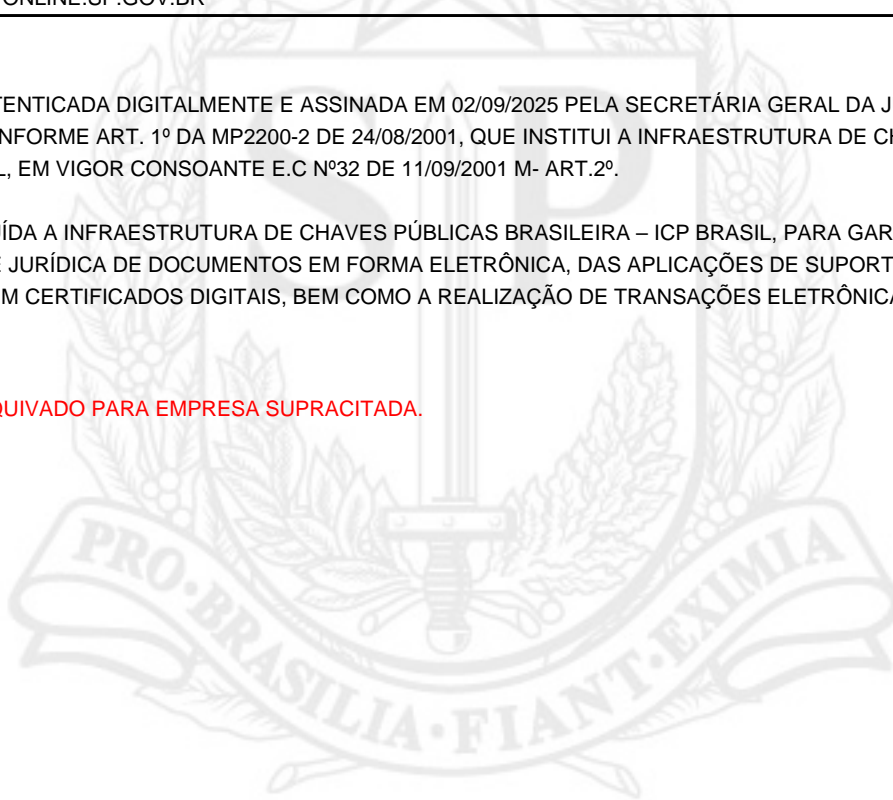 ONLINE.SP.GOV.BR
TENTICADA DIGITALMENTE E ASSINADA EM 02/09/2025 PELA SECRETÁRIA GERAL DA J
NFORME ART. 1º DA MP2200-2 DE 24/08/2001, QUE INSTITUI A INFRAESTRUTURA DE CH
L, EM VIGOR CONSOANTE E.C Nº32 DE 11/09/2001 M- ART.2º.
UÍDA A INFRAESTRUTURA DE CHAVES PÚBLICAS BRASILEIRA – ICP BRASIL, PARA GAR
E JURÍDICA DE DOCUMENTOS EM FORMA ELETRÔNICA, DAS APLICAÇÕES DE SUPORT
M CERTIFICADOS DIGITAIS, BEM COMO A REALIZAÇÃO DE TRANSAÇÕES ELETRÔNICA
QUIVADO PARA EMPRESA SUPRACITADA.
SP
PRO·BRASILIA·FIANT·EXIMIA